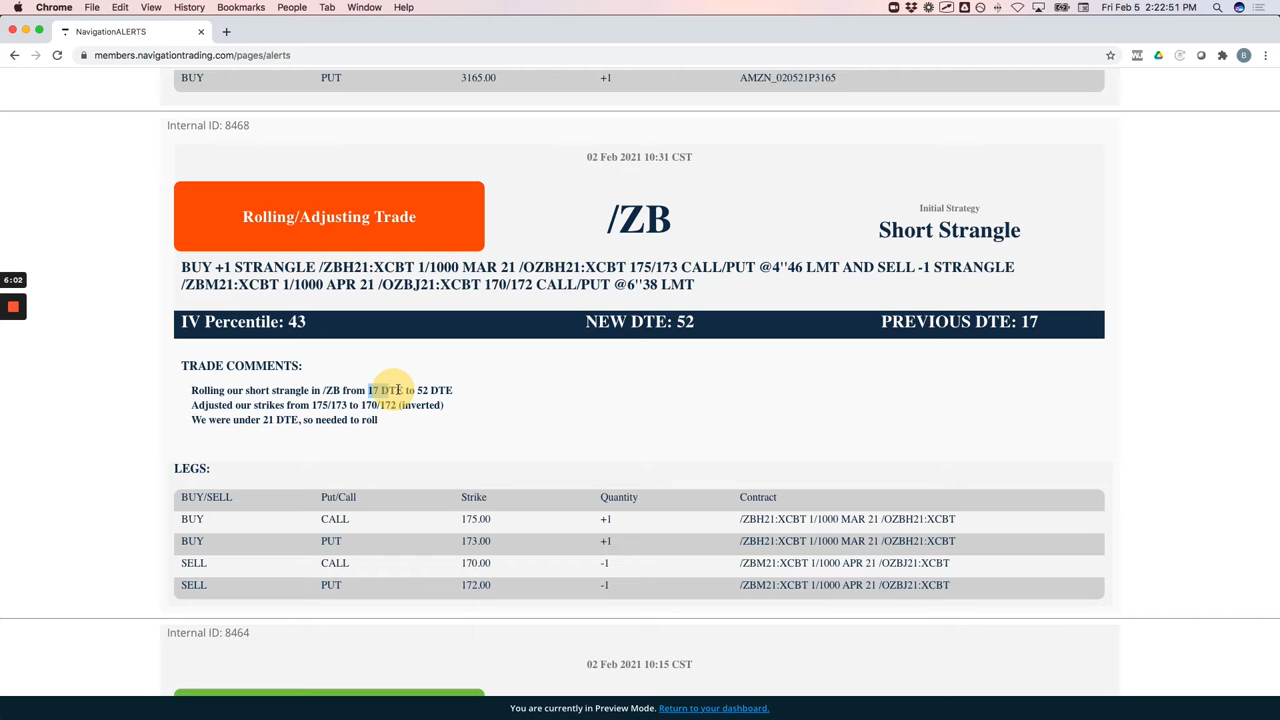 Chrome File Edit View History Bookmarks People Tab Window Help Fri Feb 5 2:22:51 PM
NavigationALERTS
members.navigationtrading.com/pages/alerts
B
BUY PUT 3165.00 +1 AMZN_020521P3165
Internal ID: 8468
02 Feb 2021 10:31 CST
Rolling/Adjusting Trade
/ZB
Initial Strategy
Short Strangle
BUY +1 STRANGLE /ZBH21:XCBT 1/1000 MAR 21 /OZBH21:XCBT 175/173 CALL/PUT @4''46 LMT AND SELL -1 STRANGLE
/ZBM21:XCBT 1/1000 APR 21 /OZBJ21:XCBT 170/172 CALL/PUT @6''38 LMT
6:02
IV Percentile: 43 NEW DTE: 52 PREVIOUS DTE: 17
TRADE COMMENTS:
Rolling our short strangle in /ZB from 17 DTE to 52 DTE
Adjusted our strikes from 175/173 to 170/172 (inverted)
We were under 21 DTE, so needed to roll
LEGS:
BUY/SELL Put/Call Strike Quantity Contract
BUY CALL 175.00 +1 /ZBH21:XCBT 1/1000 MAR 21 /OZBH21:XCBT
BUY PUT 173.00 +1 /ZBH21:XCBT 1/1000 MAR 21 /OZBH21:XCBT
SELL CALL 170.00 -1 /ZBM21:XCBT 1/1000 APR 21 /OZBJ21:XCBT
SELL PUT 172.00 -1 /ZBM21:XCBT 1/1000 APR 21 /OZBJ21:XCBT
Internal ID: 8464
02 Feb 2021 10:15 CST
You are currently in Preview Mode. Return to your dashboard.